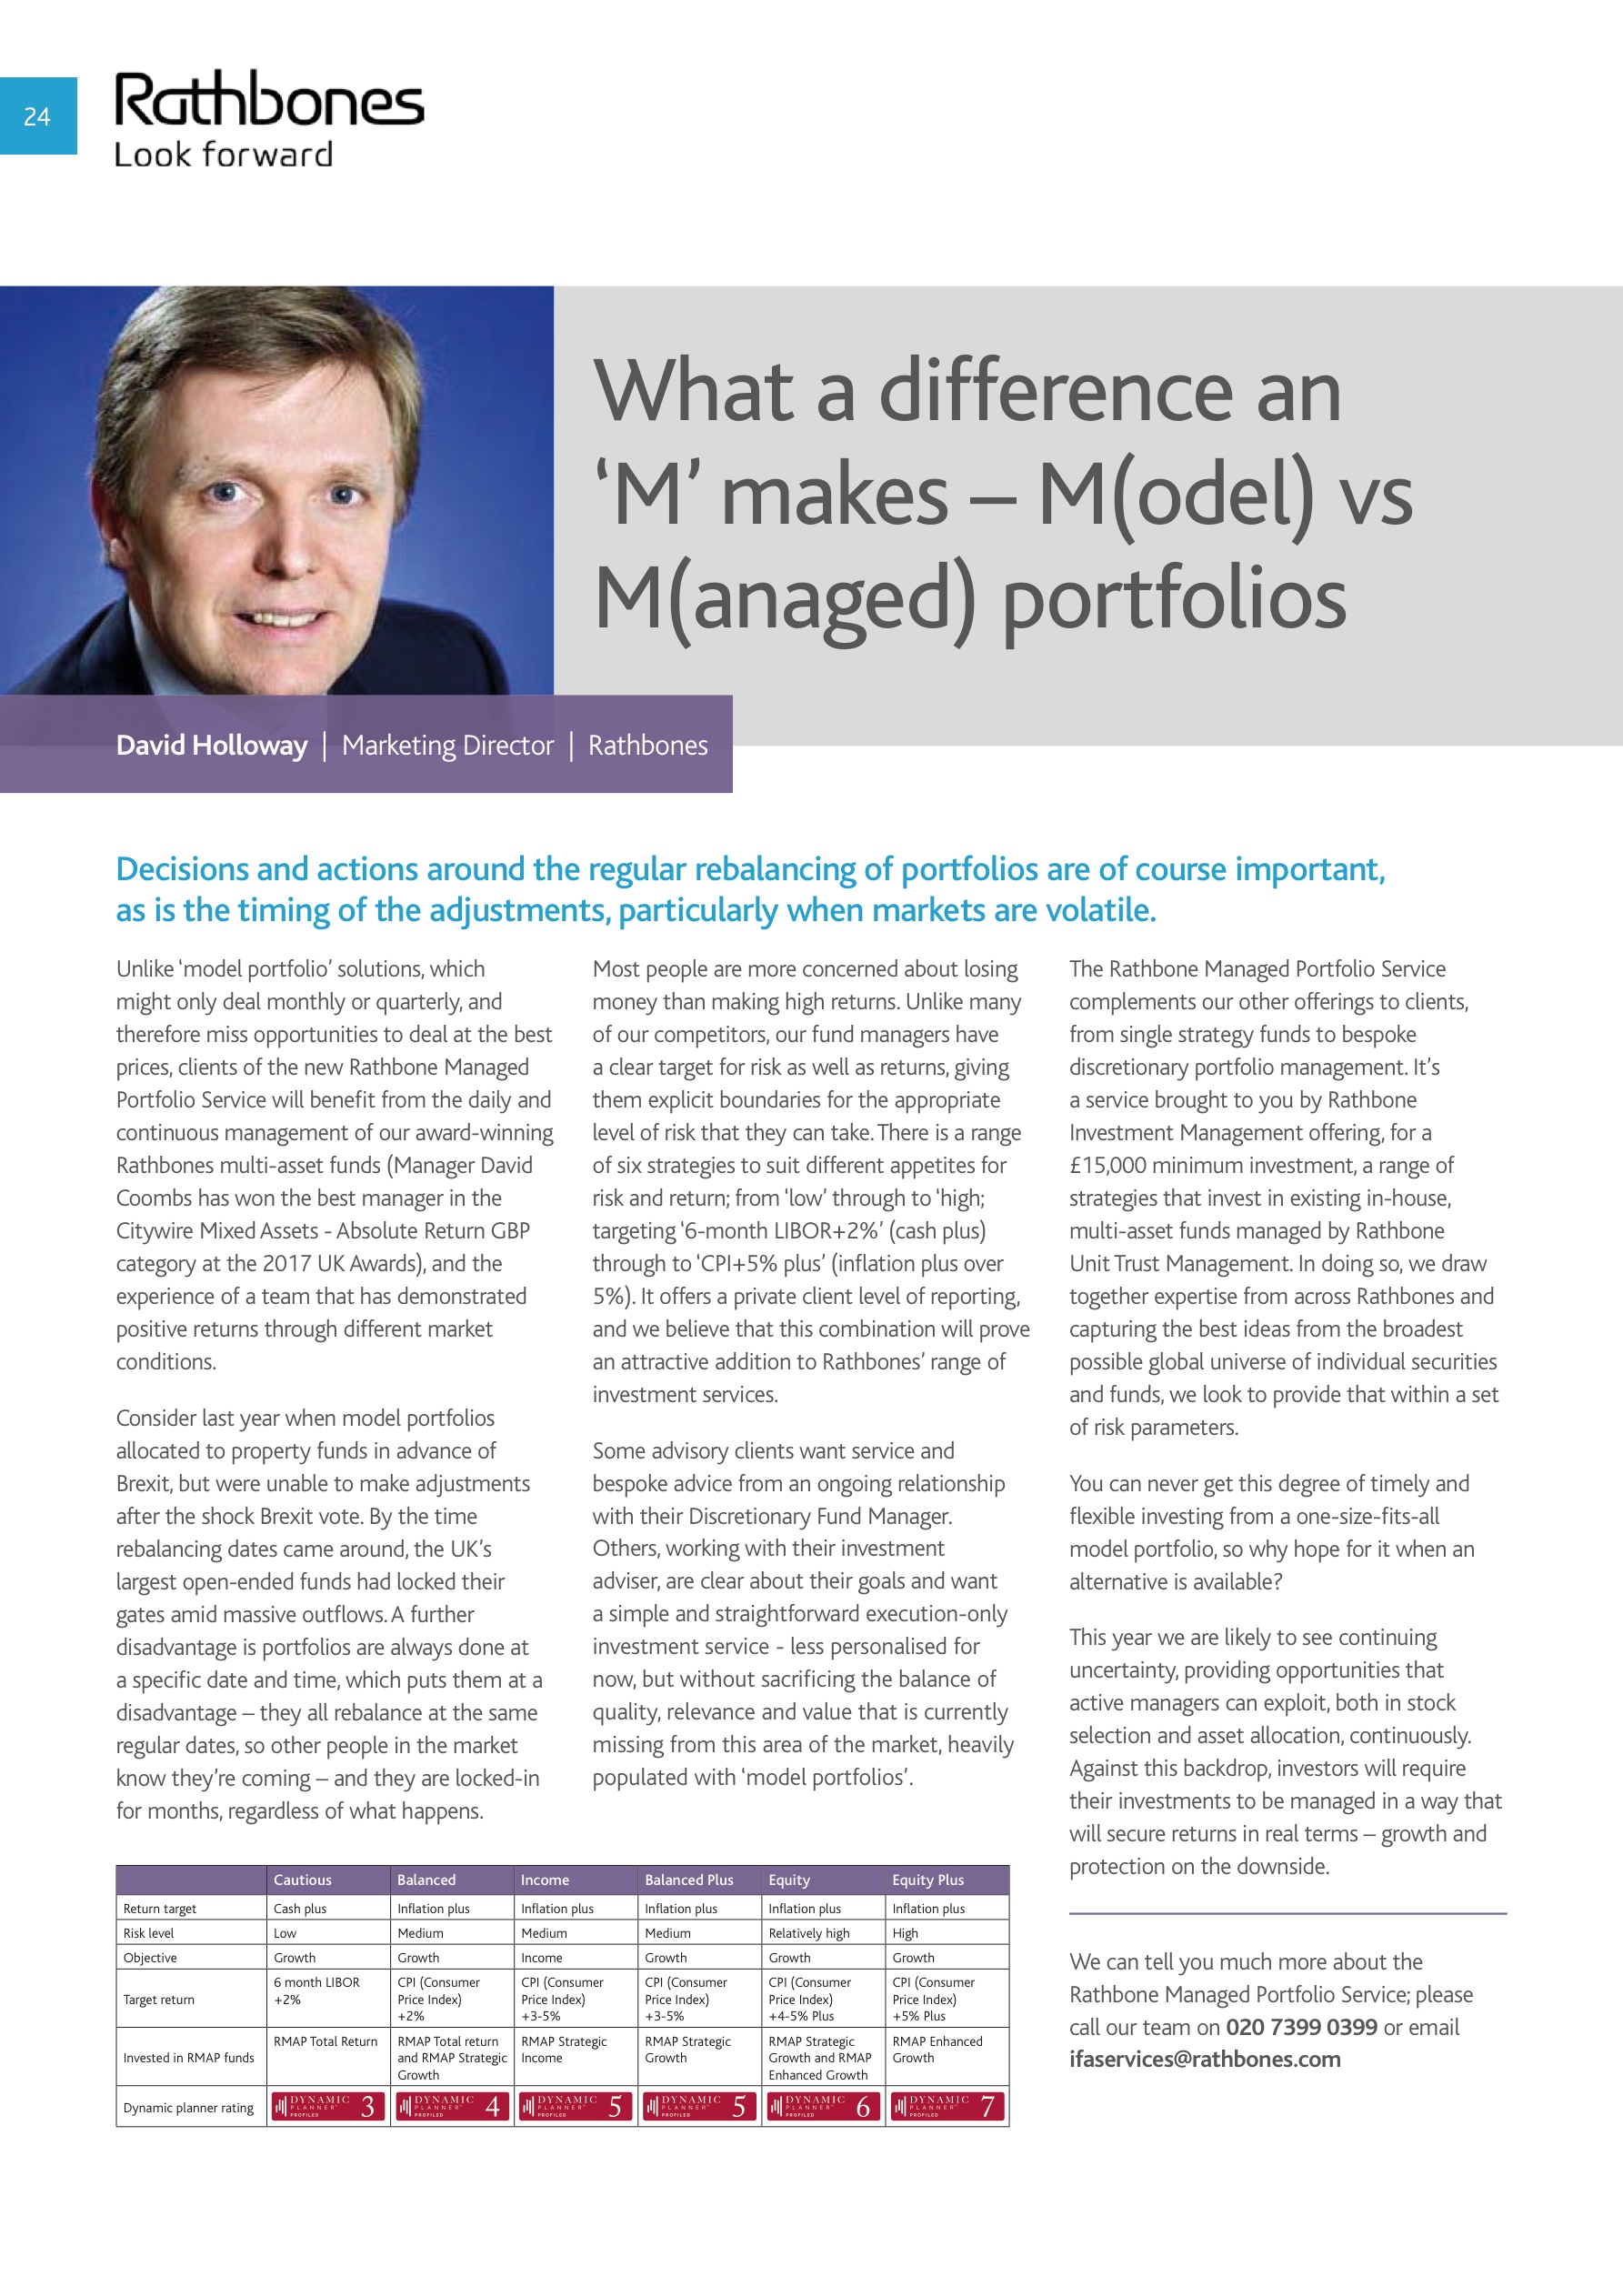 24
Rathbones
Look forward
What a difference an
‘M’ makes – M(odel) vs
M(anaged) portfolios
David Holloway | Marketing Director | Rathbones
Decisions and actions around the regular rebalancing of portfolios are of course important,
as is the timing of the adjustments, particularly when markets are volatile.
Unlike ‘model portfolio’ solutions, which
might only deal monthly or quarterly, and
therefore miss opportunities to deal at the best
prices, clients of the new Rathbone Managed
Portfolio Service will benefit from the daily and
continuous management of our award-winning
Rathbones multi-asset funds (Manager David
Coombs has won the best manager in the
Citywire Mixed Assets - Absolute Return GBP
category at the 2017 UK Awards), and the
experience of a team that has demonstrated
positive returns through different market
conditions.
Consider last year when model portfolios
allocated to property funds in advance of
Brexit, but were unable to make adjustments
after the shock Brexit vote. By the time
rebalancing dates came around, the UK’s
largest open-ended funds had locked their
gates amid massive outflows. A further
disadvantage is portfolios are always done at
a specific date and time, which puts them at a
disadvantage – they all rebalance at the same
regular dates, so other people in the market
know they’re coming – and they are locked-in
for months, regardless of what happens.
Most people are more concerned about losing
money than making high returns. Unlike many
of our competitors, our fund managers have
a clear target for risk as well as returns, giving
them explicit boundaries for the appropriate
level of risk that they can take. There is a range
of six strategies to suit different appetites for
risk and return; from ‘low’ through to ‘high;
targeting ‘6-month LIBOR+2%’ (cash plus)
through to ‘CPI+5% plus’ (inflation plus over
5%). It offers a private client level of reporting,
and we believe that this combination will prove
an attractive addition to Rathbones’ range of
investment services.
Some advisory clients want service and
bespoke advice from an ongoing relationship
with their Discretionary Fund Manager.
Others, working with their investment
adviser, are clear about their goals and want
a simple and straightforward execution-only
investment service - less personalised for
now, but without sacrificing the balance of
quality, relevance and value that is currently
missing from this area of the market, heavily
populated with ‘model portfolios’.
The Rathbone Managed Portfolio Service
complements our other offerings to clients,
from single strategy funds to bespoke
discretionary portfolio management. It’s
a service brought to you by Rathbone
Investment Management offering, for a
£15,000 minimum investment, a range of
strategies that invest in existing in-house,
multi-asset funds managed by Rathbone
Unit Trust Management. In doing so, we draw
together expertise from across Rathbones and
capturing the best ideas from the broadest
possible global universe of individual securities
and funds, we look to provide that within a set
of risk parameters.
You can never get this degree of timely and
flexible investing from a one-size-fits-all
model portfolio, so why hope for it when an
alternative is available?
This year we are likely to see continuing
uncertainty, providing opportunities that
active managers can exploit, both in stock
selection and asset allocation, continuously.
Against this backdrop, investors will require
their investments to be managed in a way that
will secure returns in real terms – growth and
protection on the downside.
We can tell you much more about the
Rathbone Managed Portfolio Service; please
call our team on 020 7399 0399 or email
ifaservices@rathbones.com
Cautious Balanced Income Balanced Plus Equity Equity Plus
Return target Cash plus Inflation plus Inflation plus Inflation plus Inflation plus Inflation plus
Risk level Low Medium Medium Medium Relatively high High
Objective Growth Growth Income Growth Growth Growth
Target return
6 month LIBOR
+2%
CPI (Consumer
Price Index)
+2%
CPI (Consumer
Price Index)
+3-5%
CPI (Consumer
Price Index)
+3-5%
CPI (Consumer
Price Index)
+4-5% Plus
CPI (Consumer
Price Index)
+5% Plus
Invested in RMAP funds
RMAP Total Return
RMAP Total return
and RMAP Strategic
Growth
RMAP Strategic
Income
RMAP Strategic
Growth
RMAP Strategic
Growth and RMAP
Enhanced Growth
RMAP Enhanced
Growth
Dynamic planner rating
DYNAMIC
PLANNER™
PROFILED
3
DYNAMIC
PLANNER™
PROFILED
4
DYNAMIC
PLANNER™
PROFILED
5
DYNAMIC
PLANNER™
PROFILED
5
DYNAMIC
PLANNER™
PROFILED
6
DYNAMIC
PLANNER™
PROFILED
7